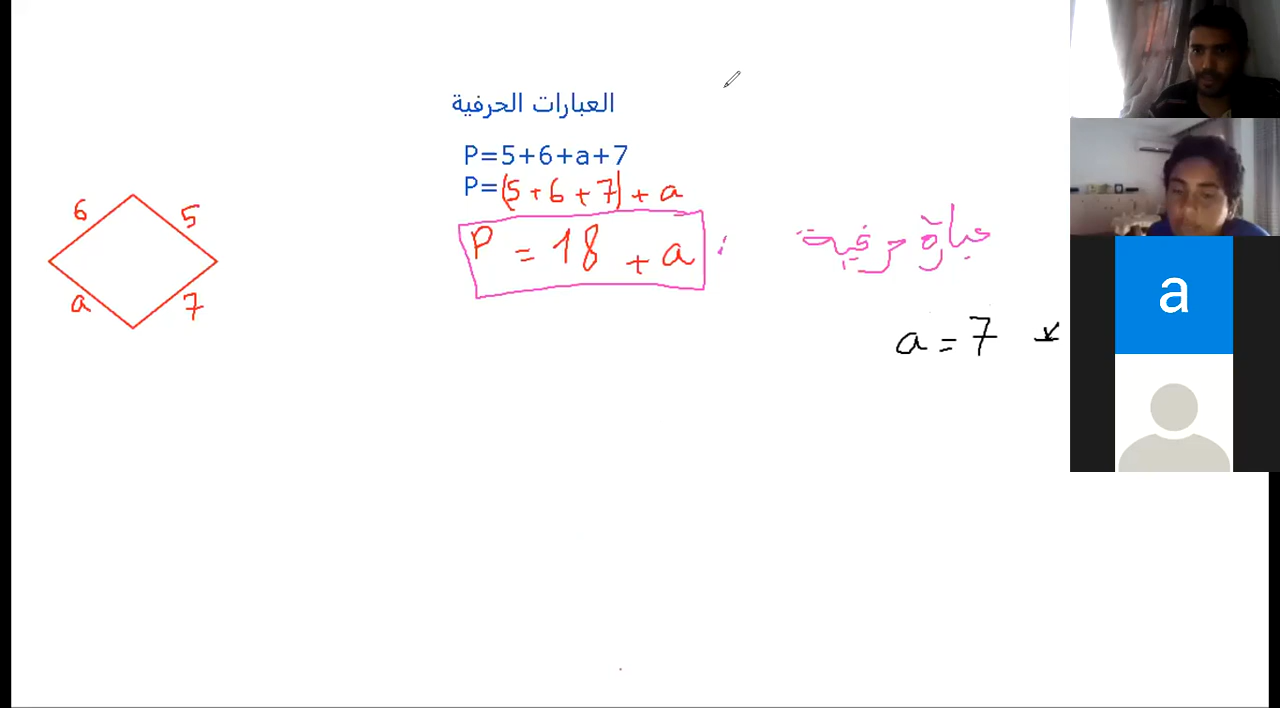 العبارات الحرفية
P=5+6+a+7
P=(5+6+7)+a
P=18+a : عبارة حرفية
a=7
6
5
a
7
a